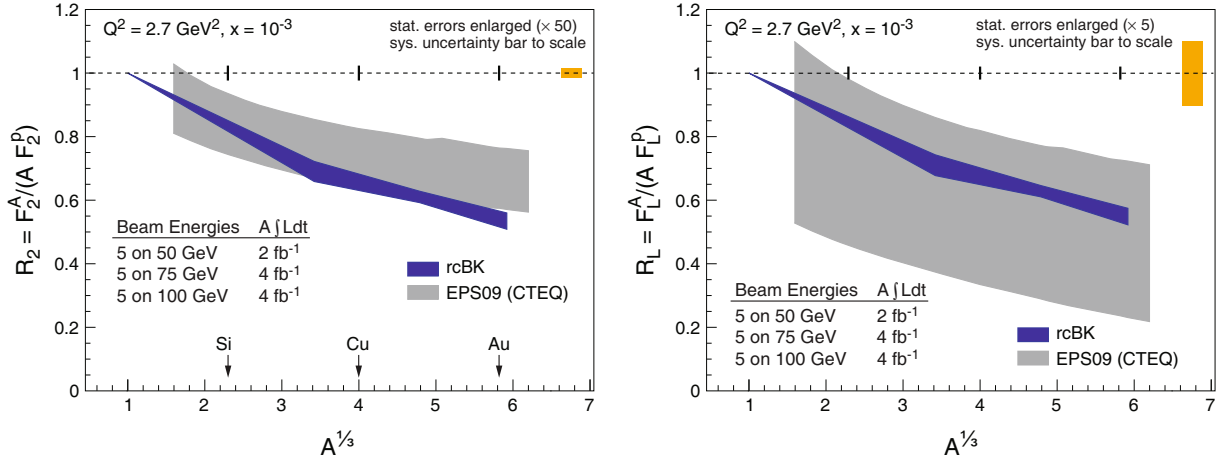 Q² = 2.7 GeV², x = 10⁻³
stat. errors enlarged (× 50)
sys. uncertainty bar to scale
R₂ = F₂ᴬ/(A F₂ᵖ)
1.2
1
0.8
0.6
0.4
0.2
0
Beam Energies A ∫Ldt
5 on 50 GeV 2 fb⁻¹
5 on 75 GeV 4 fb⁻¹
5 on 100 GeV 4 fb⁻¹
rcBK
EPS09 (CTEQ)
Si Cu Au
1 2 3 4 5 6 7
A^⅓
Q² = 2.7 GeV², x = 10⁻³
stat. errors enlarged (× 5)
sys. uncertainty bar to scale
R_L = F_Lᴬ/(A F_Lᵖ)
1.2
1
0.8
0.6
0.4
0.2
0
Beam Energies A ∫Ldt
5 on 50 GeV 2 fb⁻¹
5 on 75 GeV 4 fb⁻¹
5 on 100 GeV 4 fb⁻¹
rcBK
EPS09 (CTEQ)
1 2 3 4 5 6 7
A^⅓